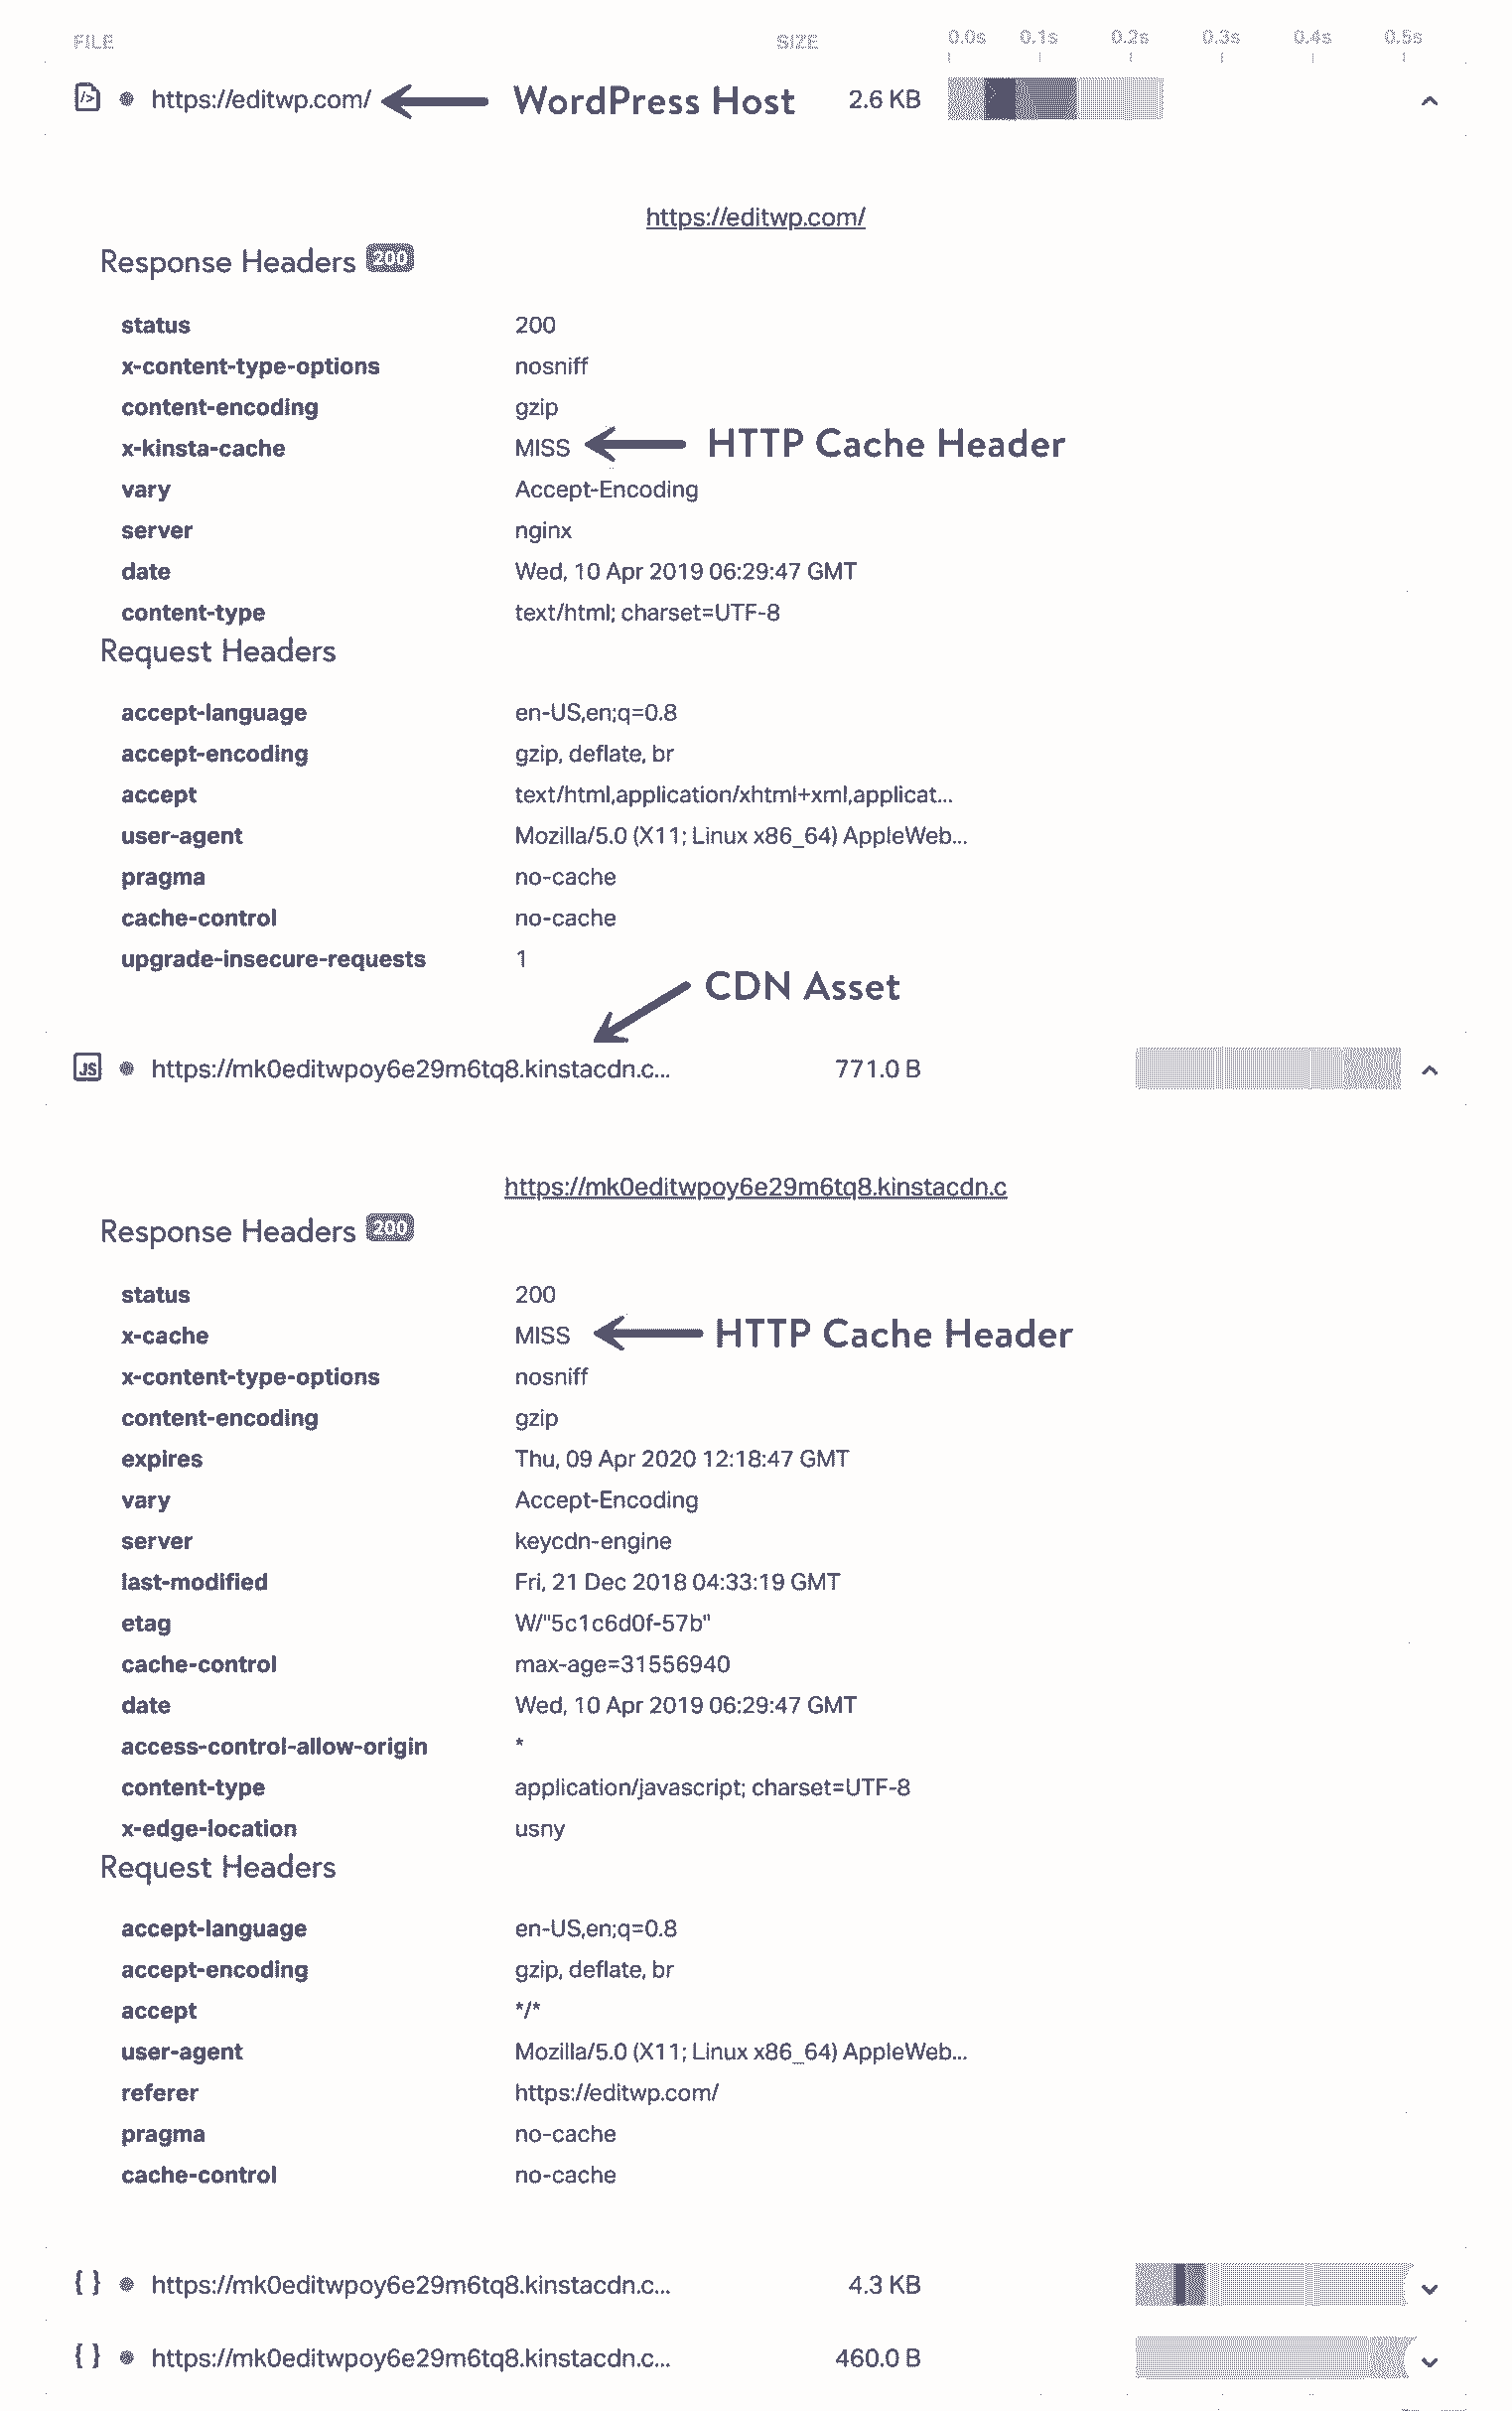 FILE SIZE 0.0s 0.1s 0.2s 0.3s 0.4s 0.5s
https://editwp.com/ WordPress Host 2.6 KB
https://editwp.com/
Response Headers 200
status 200
x-content-type-options nosniff
content-encoding gzip
x-kinsta-cache MISS HTTP Cache Header
vary Accept-Encoding
server nginx
date Wed, 10 Apr 2019 06:29:47 GMT
content-type text/html; charset=UTF-8
Request Headers
accept-language en-US,en;q=0.8
accept-encoding gzip, deflate, br
accept text/html,application/xhtml+xml,applicat...
user-agent Mozilla/5.0 (X11; Linux x86_64) AppleWeb...
pragma no-cache
cache-control no-cache
upgrade-insecure-requests 1
CDN Asset
JS https://mk0editwpoy6e29m6tq8.kinstacdn.c... 771.0 B
https://mk0editwpoy6e29m6tq8.kinstacdn.c
Response Headers 200
status 200
x-cache MISS HTTP Cache Header
x-content-type-options nosniff
content-encoding gzip
expires Thu, 09 Apr 2020 12:18:47 GMT
vary Accept-Encoding
server keycdn-engine
last-modified Fri, 21 Dec 2018 04:33:19 GMT
etag W/"5c1c6d0f-57b"
cache-control max-age=31556940
date Wed, 10 Apr 2019 06:29:47 GMT
access-control-allow-origin *
content-type application/javascript; charset=UTF-8
x-edge-location usny
Request Headers
accept-language en-US,en;q=0.8
accept-encoding gzip, deflate, br
accept */*
user-agent Mozilla/5.0 (X11; Linux x86_64) AppleWeb...
referer https://editwp.com/
pragma no-cache
cache-control no-cache
{ } https://mk0editwpoy6e29m6tq8.kinstacdn.c... 4.3 KB
{ } https://mk0editwpoy6e29m6tq8.kinstacdn.c... 460.0 B